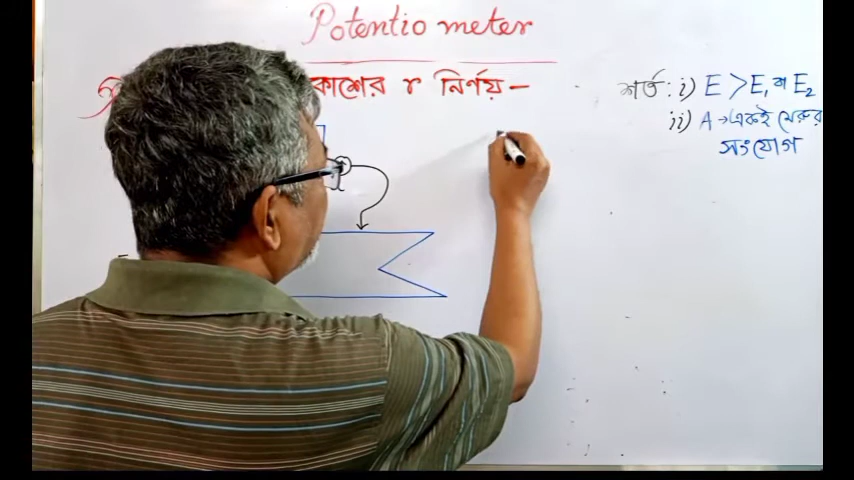 Potentio meter
কাশের r নির্ণয় -
শর্ত : i) E > E₁ বা E₂
ii) A → একই মেরুর
সংযোগ